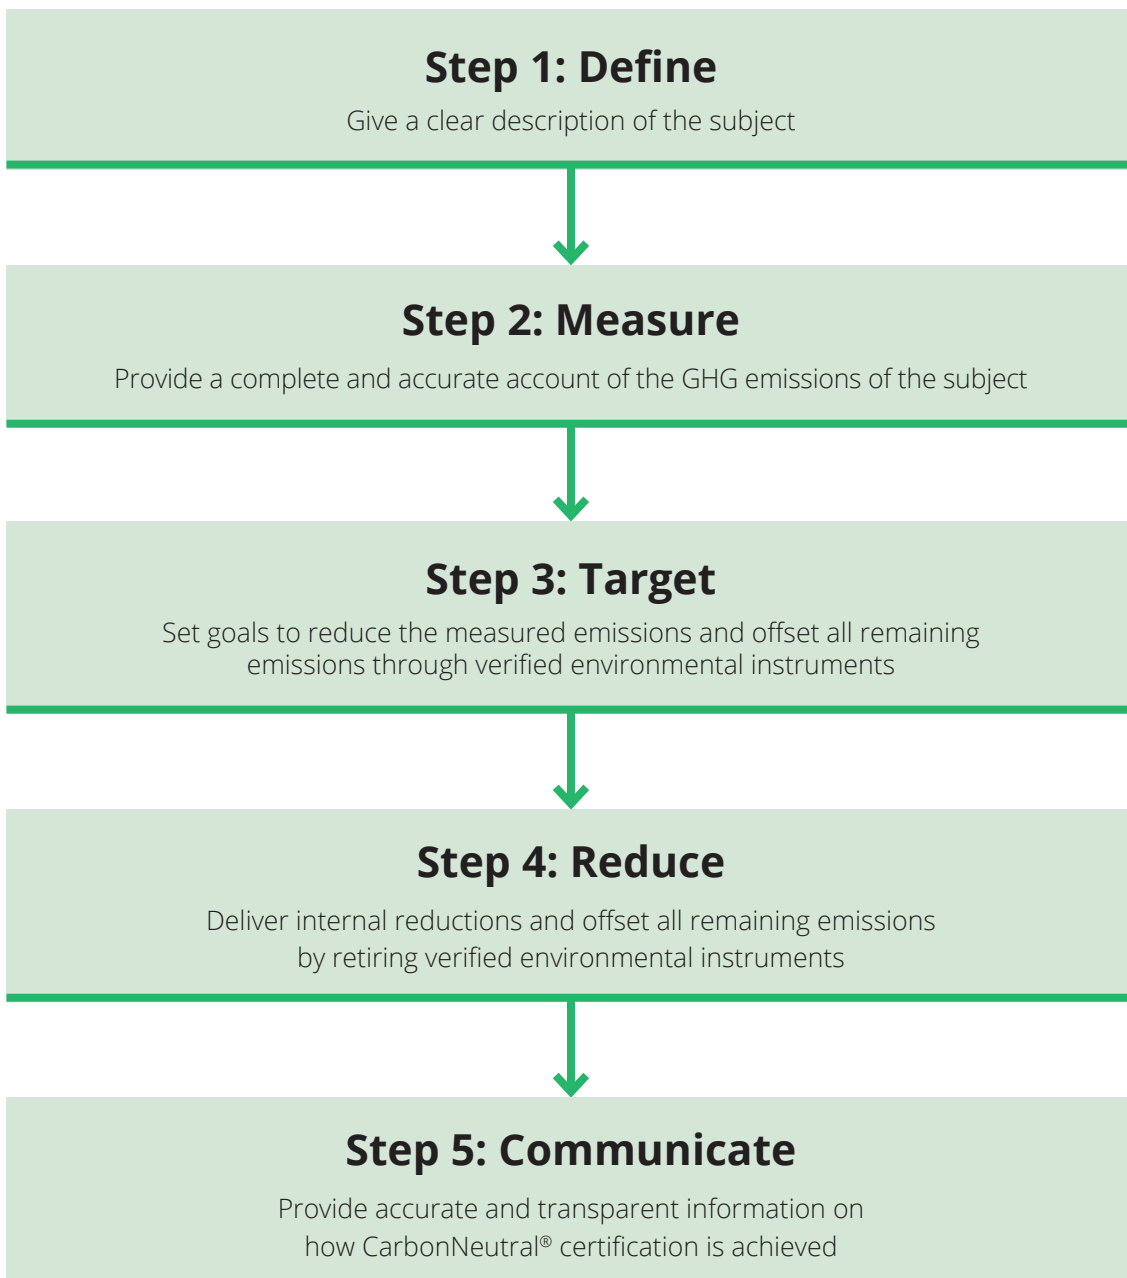 Step 1: Define
Give a clear description of the subject
Step 2: Measure
Provide a complete and accurate account of the GHG emissions of the subject
Step 3: Target
Set goals to reduce the measured emissions and offset all remaining
emissions through verified environmental instruments
Step 4: Reduce
Deliver internal reductions and offset all remaining emissions
by retiring verified environmental instruments
Step 5: Communicate
Provide accurate and transparent information on
how CarbonNeutral® certification is achieved